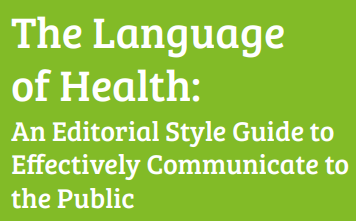 The Language
of Health:
An Editorial Style Guide to
Effectively Communicate to
the Public